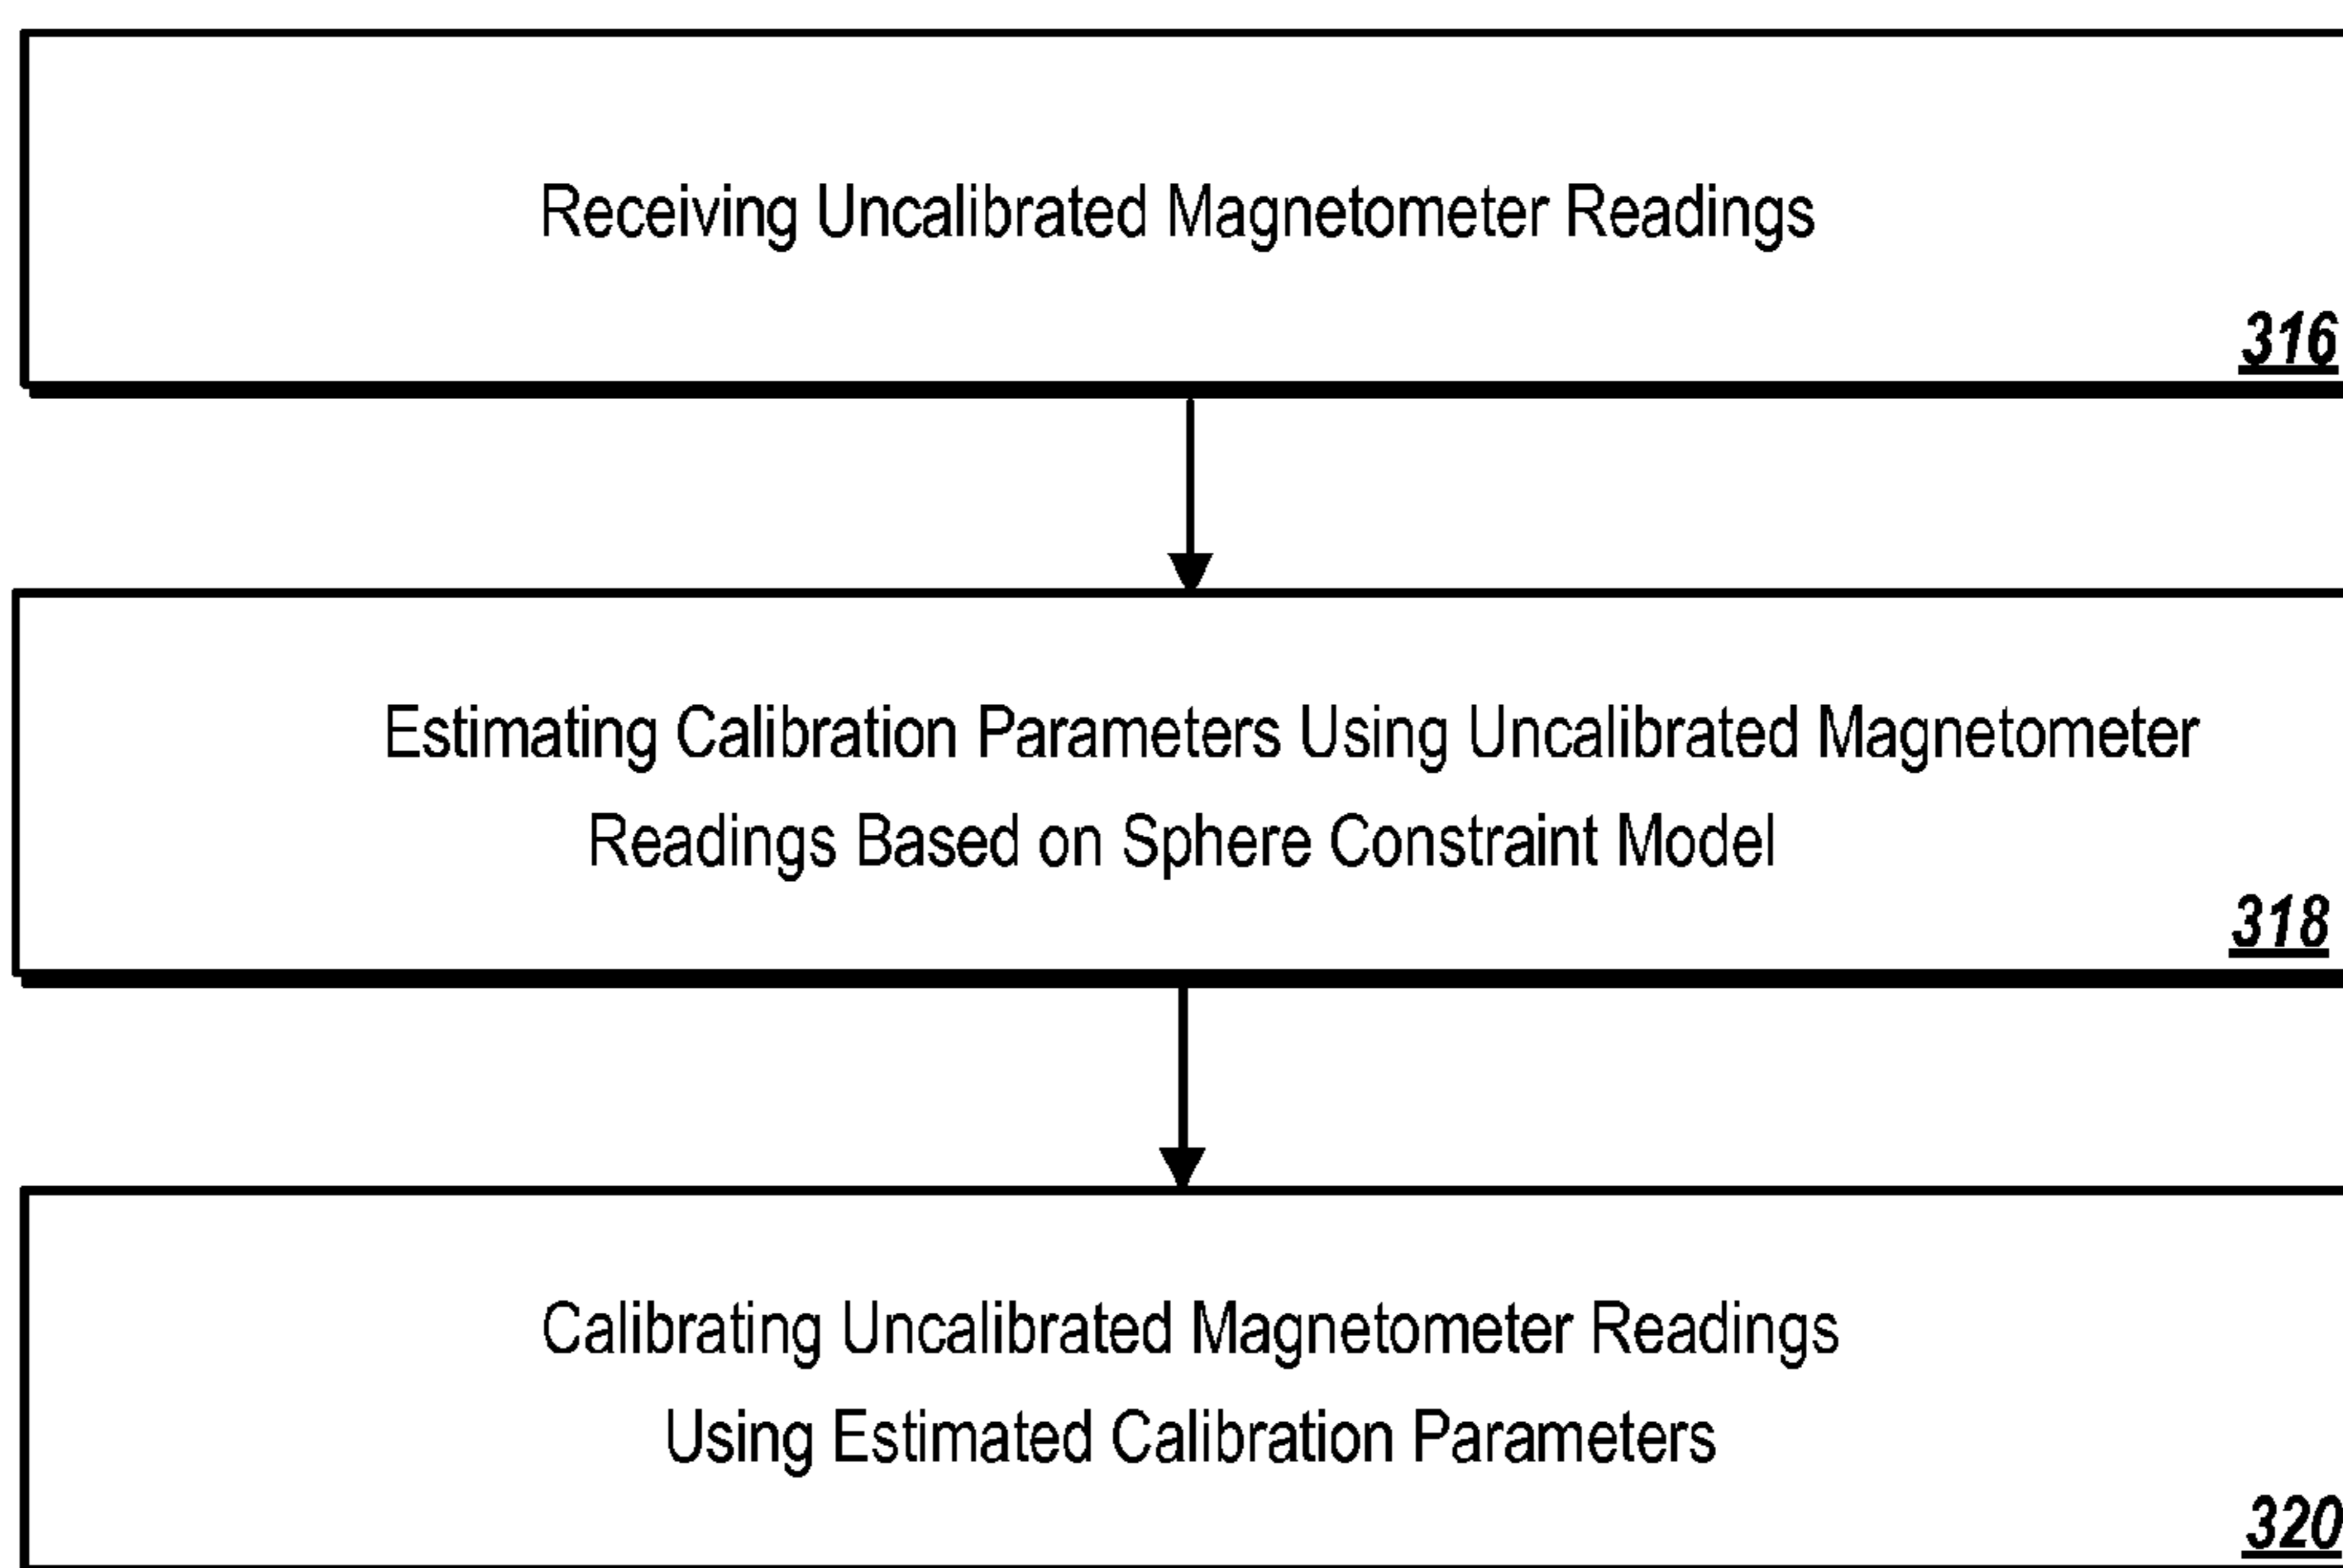 Receiving Uncalibrated Magnetometer Readings
316
Estimating Calibration Parameters Using Uncalibrated Magnetometer
Readings Based on Sphere Constraint Model
318
Calibrating Uncalibrated Magnetometer Readings
Using Estimated Calibration Parameters
320